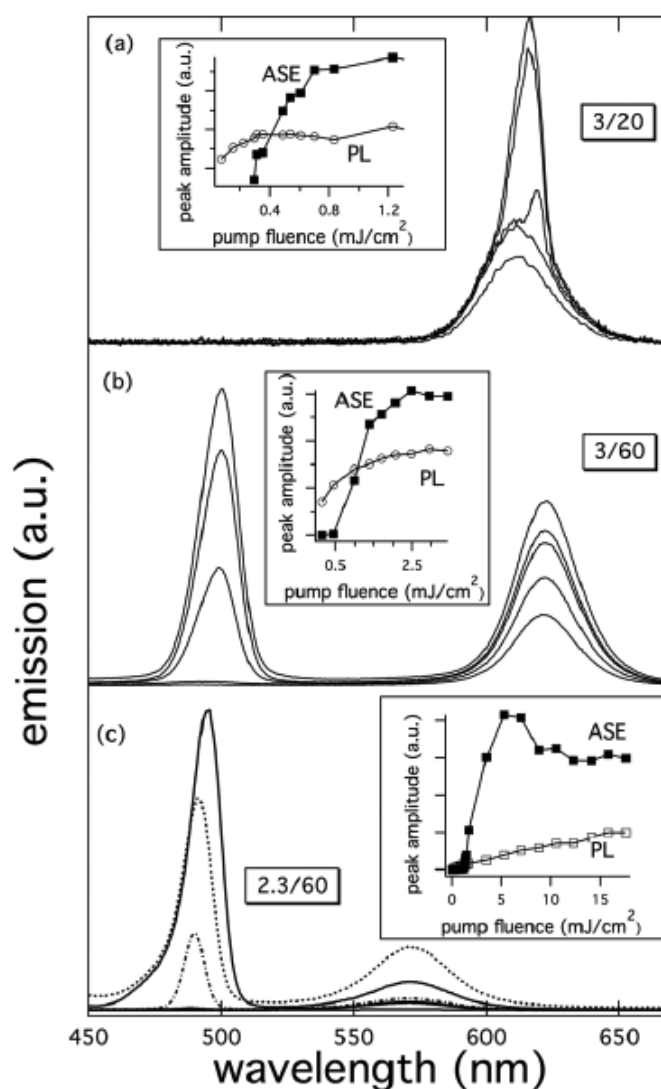 (a)
ASE
PL
peak amplitude (a.u.)
0.4 0.8 1.2
pump fluence (mJ/cm2)
3/20
(b)
ASE
PL
peak amplitude (a.u.)
0.5 2.5
pump fluence (mJ/cm2)
3/60
emission (a.u.)
(c)
ASE
PL
peak amplitude (a.u.)
0 5 10 15
pump fluence (mJ/cm2)
2.3/60
450 500 550 600 650
wavelength (nm)